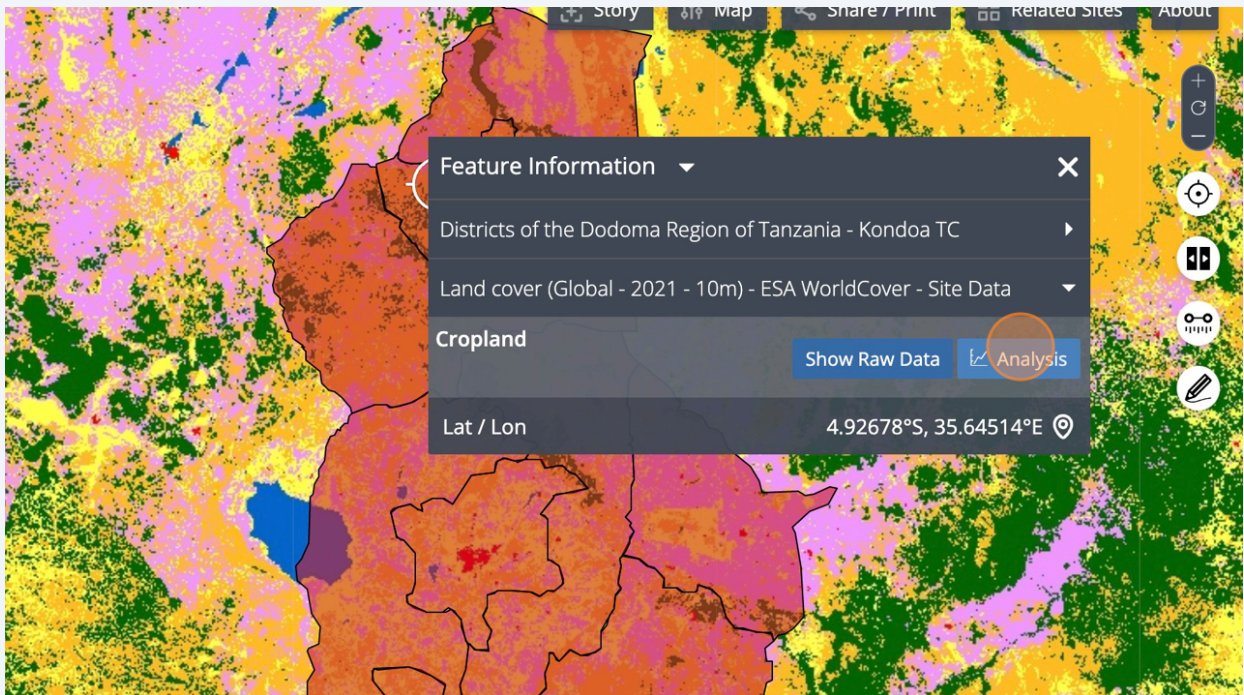 Story
Map
Share / Print
Related Sites
About
Feature Information
Districts of the Dodoma Region of Tanzania - Kondoa TC
Land cover (Global - 2021 - 10m) - ESA WorldCover - Site Data
Cropland
Show Raw Data
Analysis
Lat / Lon
4.92678°S, 35.64514°E